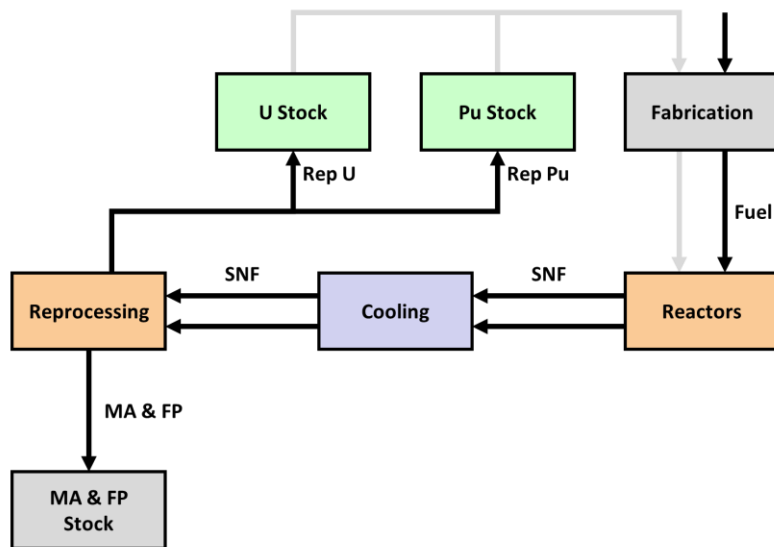 U Stock
Pu Stock
Fabrication
Rep U
Rep Pu
Fuel
SNF
SNF
Reprocessing
Cooling
Reactors
MA & FP
MA & FP
Stock